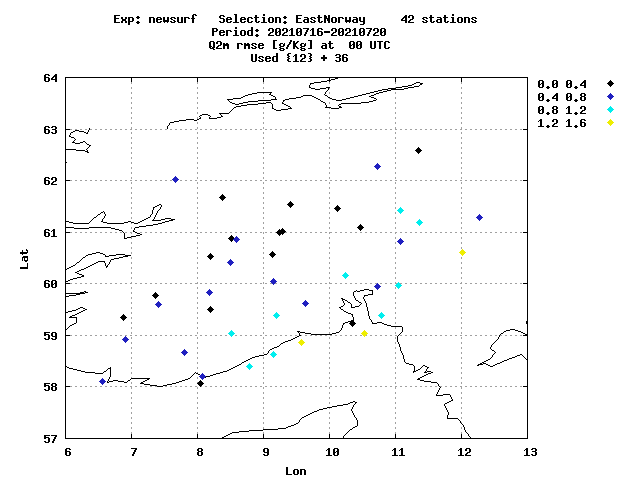 Exp: newsurf Selection: EastNorway 42 stations
Period: 20210716-20210720
Q2m rmse [g/Kg] at 00 UTC
Used {12} + 36
0.0 0.4
0.4 0.8
0.8 1.2
1.2 1.6
64
63
62
61
60
59
58
57
Lat
6 7 8 9 10 11 12 13
Lon